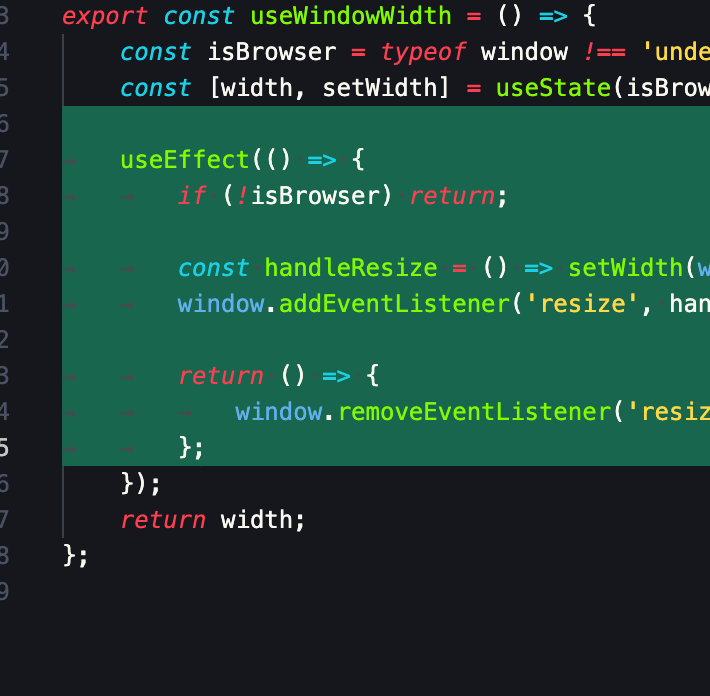 3 export const useWindowWidth = () => {
4 const isBrowser = typeof window !== 'unde
5 const [width, setWidth] = useState(isBrow
6
7 useEffect(() => {
8 if (!isBrowser) return;
9
0 const handleResize = () => setWidth(w
1 window.addEventListener('resize', han
2
3 return () => {
4 window.removeEventListener('resiz
5 };
6 });
7 return width;
8 };
9